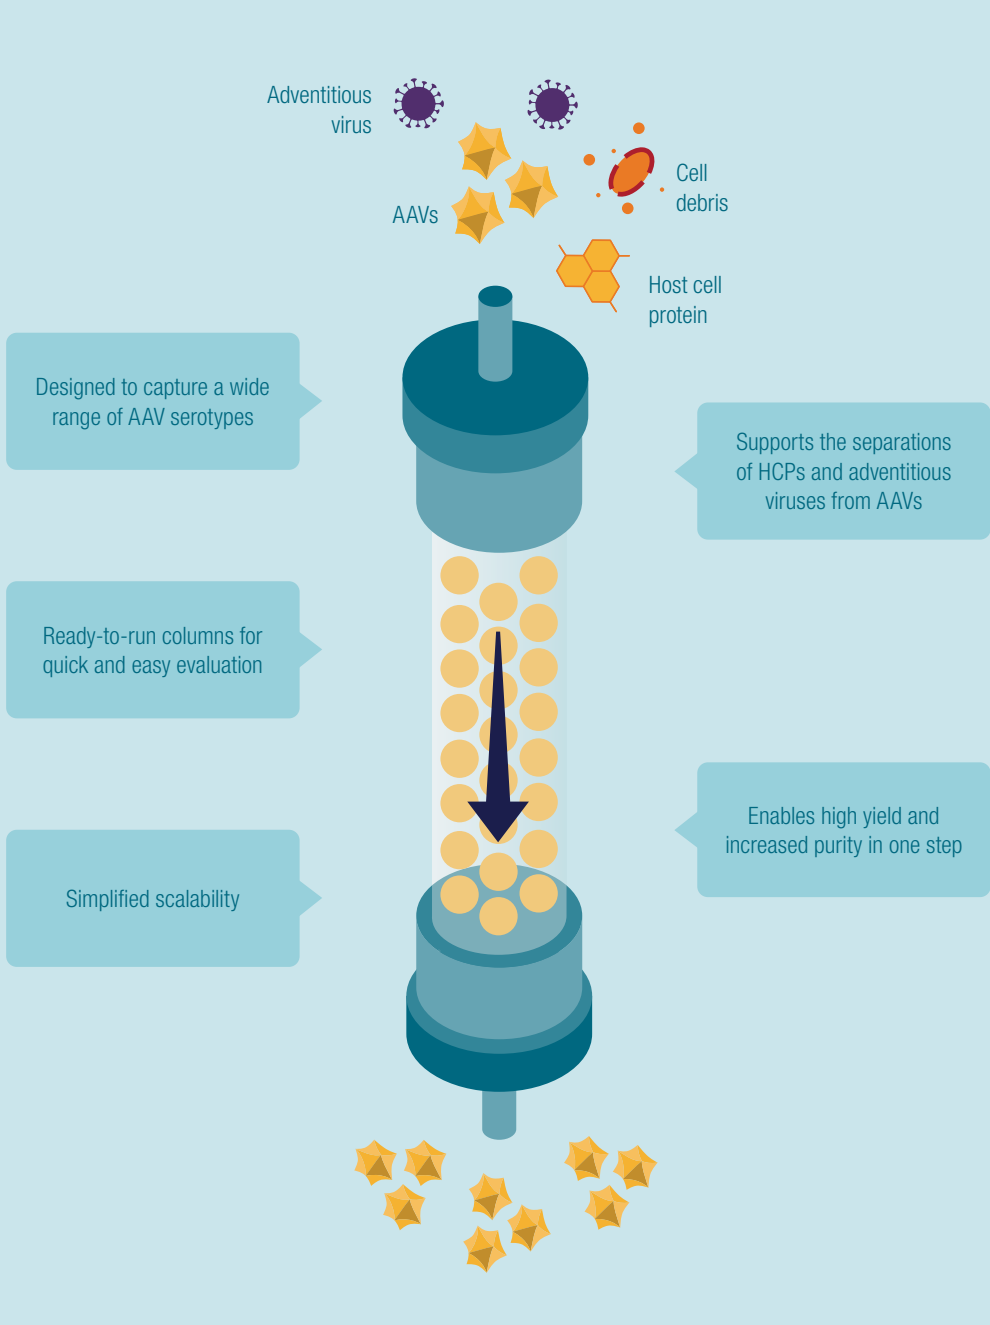 Adventitious
virus
AAVs
Cell
debris
Host cell
protein
Designed to capture a wide
range of AAV serotypes
Supports the separations
of HCPs and adventitious
viruses from AAVs
Ready-to-run columns for
quick and easy evaluation
Enables high yield and
increased purity in one step
Simplified scalability